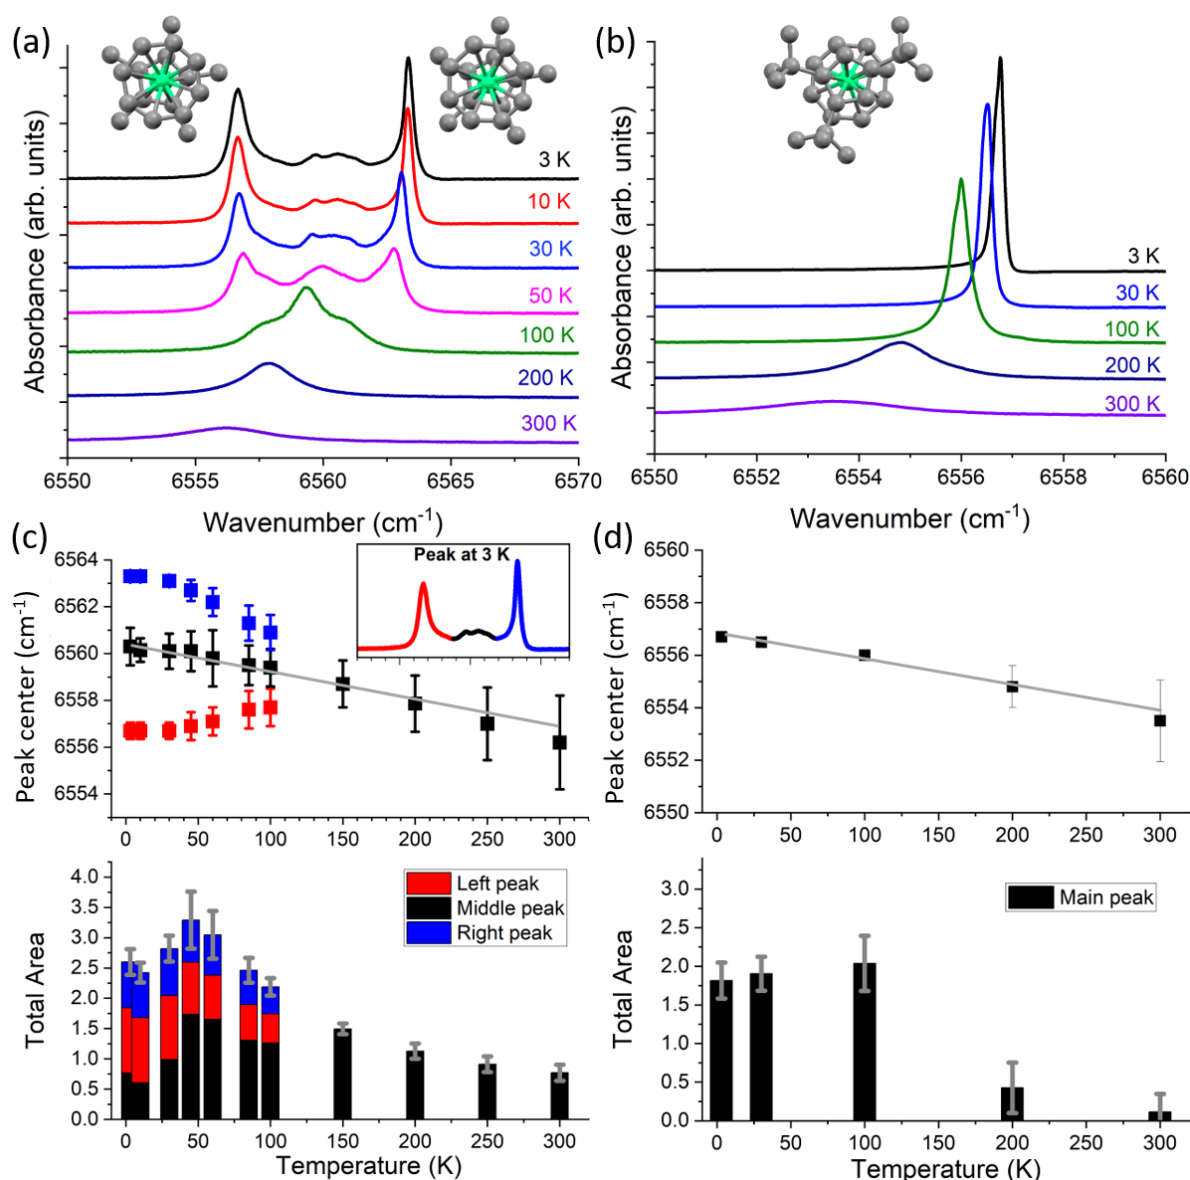 (a)
Absorbance (arb. units)
3 K
10 K
30 K
50 K
100 K
200 K
300 K
6550 6555 6560 6565 6570
Wavenumber (cm-1)
(b)
Absorbance (arb. units)
3 K
30 K
100 K
200 K
300 K
6550 6552 6554 6556 6558 6560
Wavenumber (cm-1)
(c)
Peak center (cm-1)
6564
6562
6560
6558
6556
6554
Peak at 3 K
0 50 100 150 200 250 300
(d)
Peak center (cm-1)
6560
6558
6556
6554
6552
6550
0 50 100 150 200 250 300
Total Area
4.0
3.5
3.0
2.5
2.0
1.5
1.0
0.5
0.0
Left peak
Middle peak
Right peak
0 50 100 150 200 250 300
Temperature (K)
Total Area
3.0
2.5
2.0
1.5
1.0
0.5
0.0
Main peak
0 50 100 150 200 250 300
Temperature (K)